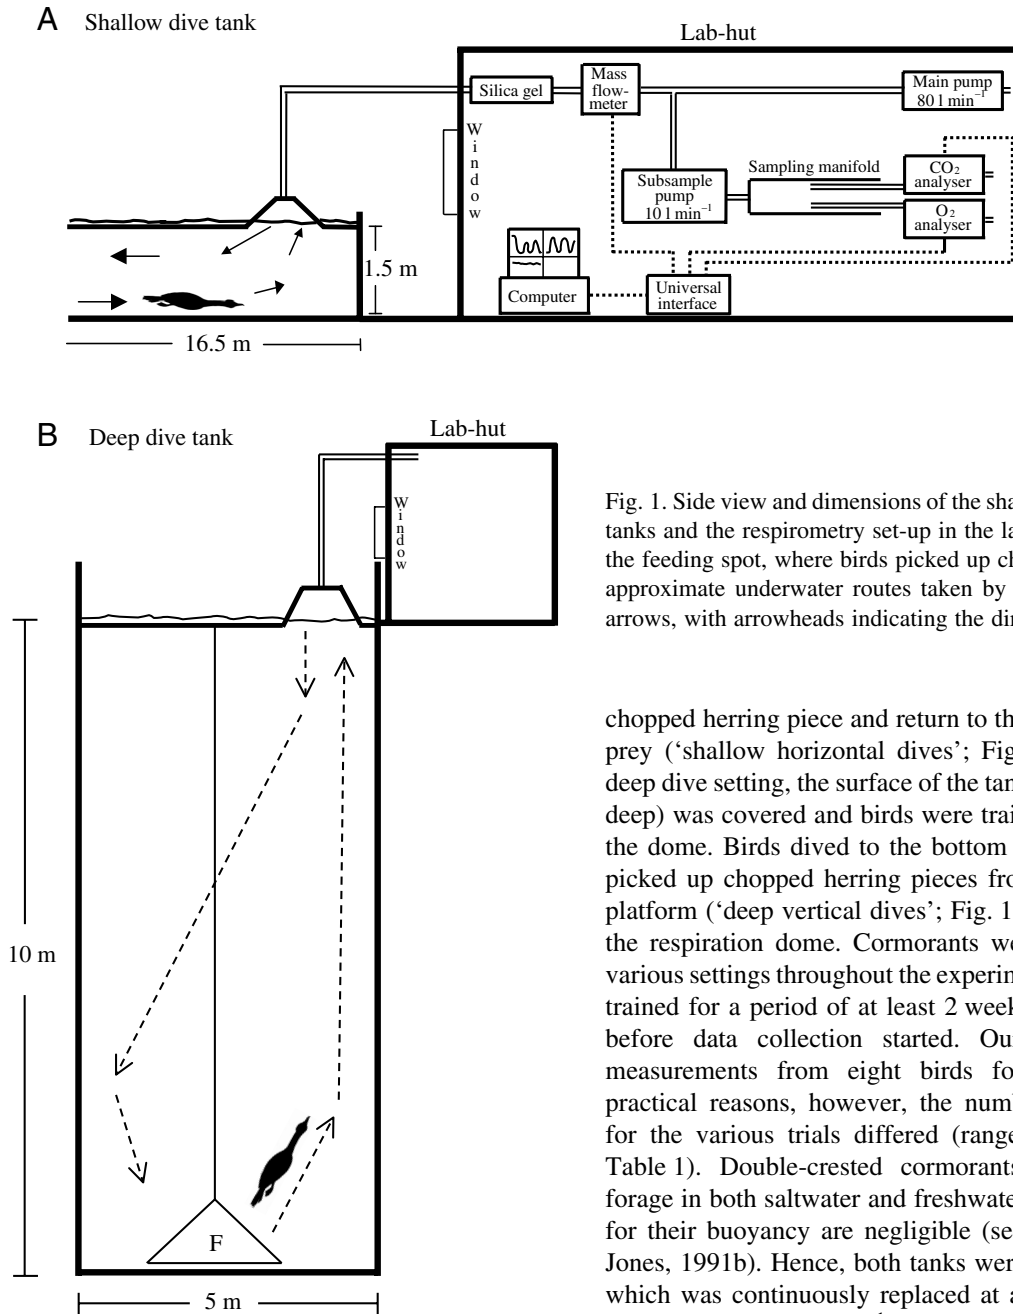 A Shallow dive tank
Lab-hut
Silica gel
Mass
flow-
meter
Main pump
80 l min–1
Window
Subsample
pump
10 l min–1
Sampling manifold
CO2
analyser
O2
analyser
1.5 m
Computer
Universal
interface
16.5 m
B Deep dive tank
Lab-hut
Window
10 m
F
5 m
Fig. 1. Side view and dimensions of the sha
tanks and the respirometry set-up in the la
the feeding spot, where birds picked up ch
approximate underwater routes taken by
arrows, with arrowheads indicating the dir
chopped herring piece and return to th
prey (‘shallow horizontal dives’; Fig
deep dive setting, the surface of the tan
deep) was covered and birds were trai
the dome. Birds dived to the bottom
picked up chopped herring pieces fro
platform (‘deep vertical dives’; Fig. 1
the respiration dome. Cormorants we
various settings throughout the experim
trained for a period of at least 2 week
before data collection started. Our
measurements from eight birds fo
practical reasons, however, the num
for the various trials differed (range
Table 1). Double-crested cormorants
forage in both saltwater and freshwate
for their buoyancy are negligible (se
Jones, 1991b). Hence, both tanks wer
which was continuously replaced at a